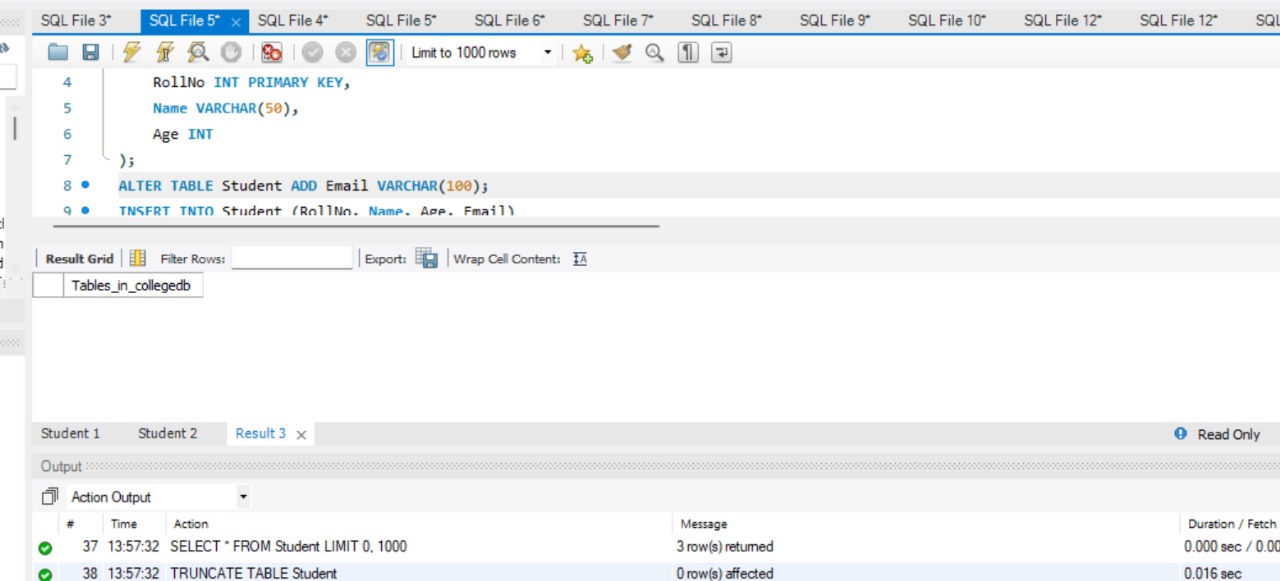 SQL File 3* SQL File 5* SQL File 4* SQL File 5* SQL File 6* SQL File 7* SQL File 8* SQL File 9* SQL File 10* SQL File 12* SQL File 12* SQL
Limit to 1000 rows
4 RollNo INT PRIMARY KEY,
5 Name VARCHAR(50),
6 Age INT
7 );
8 ALTER TABLE Student ADD Email VARCHAR(100);
9 INSERT INTO Student (RollNo, Name, Age, Email)
Result Grid Filter Rows: Export: Wrap Cell Content:
Tables_in_collegedb
Student 1 Student 2 Result 3 Read Only
Output
Action Output
# Time Action Message Duration / Fetch
37 13:57:32 SELECT * FROM Student LIMIT 0, 1000 3 row(s) returned 0.000 sec / 0.00
38 13:57:32 TRUNCATE TABLE Student 0 row(s) affected 0.016 sec